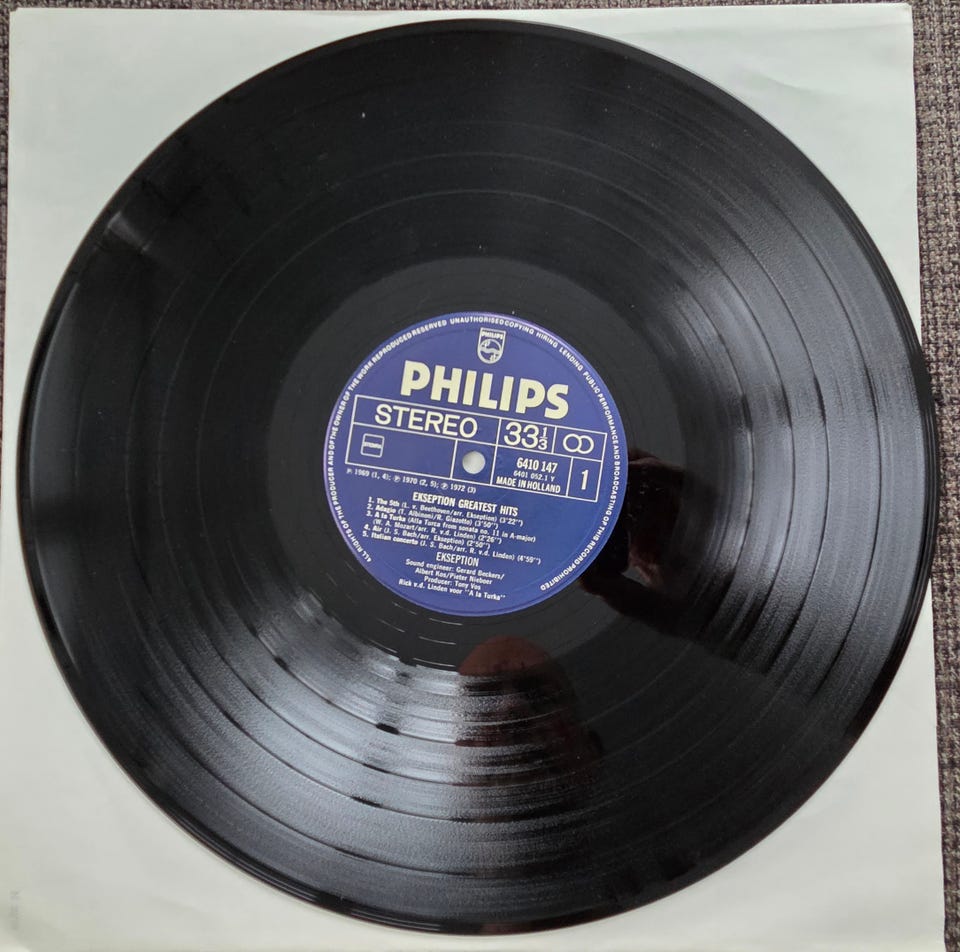 ALL RIGHTS OF THE PRODUCER AND OF THE OWNER OF THE WORK REPRODUCED RESERVED UNAUTHORISED COPYING HIRING LENDING PUBLIC PERFORMANCE AND BROADCASTING OF THIS RECORD PROHIBITED
PHILIPS
PHILIPS
STEREO 33 1/3
STEMRA
6410 147
6401 052.1 Y
MADE IN HOLLAND
1
℗ 1969 (1, 4); ℗ 1970 (2, 5); ℗ 1972 (3)
EKSEPTION GREATEST HITS
1. The 5th (L. v. Beethoven/arr. Ekseption) (3'22'')
2. Adagio (T. Albinoni/R. Giazotto) (3'50'')
3. A la Turka (Alla Turca from sonata no. 11 in A-major)
(W. A. Mozart/arr. R. v.d. Linden) (2'26'')
4. Air (J. S. Bach/arr. Ekseption) (2'50'')
5. Italian concerto (J. S. Bach/arr. R. v.d. Linden) (4'59'')
EKSEPTION
Sound engineer: Gerard Beckers/
Albert Kos/Pieter Nieboer
Producer: Tony Vos
Rick v.d. Linden voor "A la Turka"